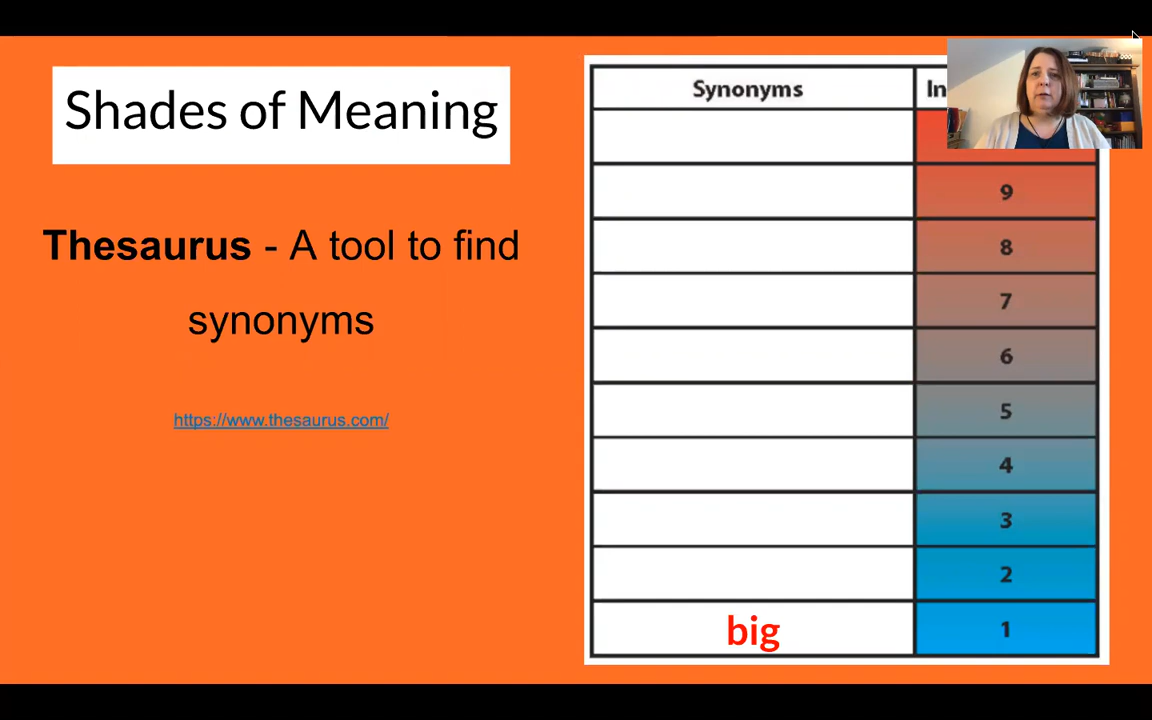 Shades of Meaning
Thesaurus - A tool to find
synonyms
https://www.thesaurus.com/
Synonyms
9
8
7
6
5
4
3
2
big 1